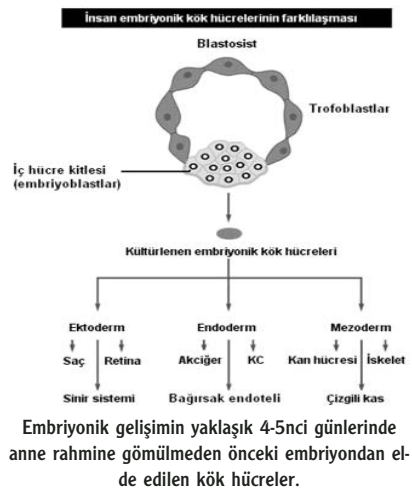 İnsan embriyonik kök hücrelerinin farklılaşması
Blastosist
Trofoblastlar
İç hücre kitlesi
(embriyoblastlar)
Kültürlenen embriyonik kök hücreleri
Ektoderm Endoderm Mezoderm
Saç Retina Akciğer KC Kan hücresi İskelet
Sinir sistemi Bağırsak endoteli Çizgili kas
Embriyonik gelişimin yaklaşık 4-5nci günlerinde
anne rahmine gömülmeden önceki embriyondan el-
de edilen kök hücreler.